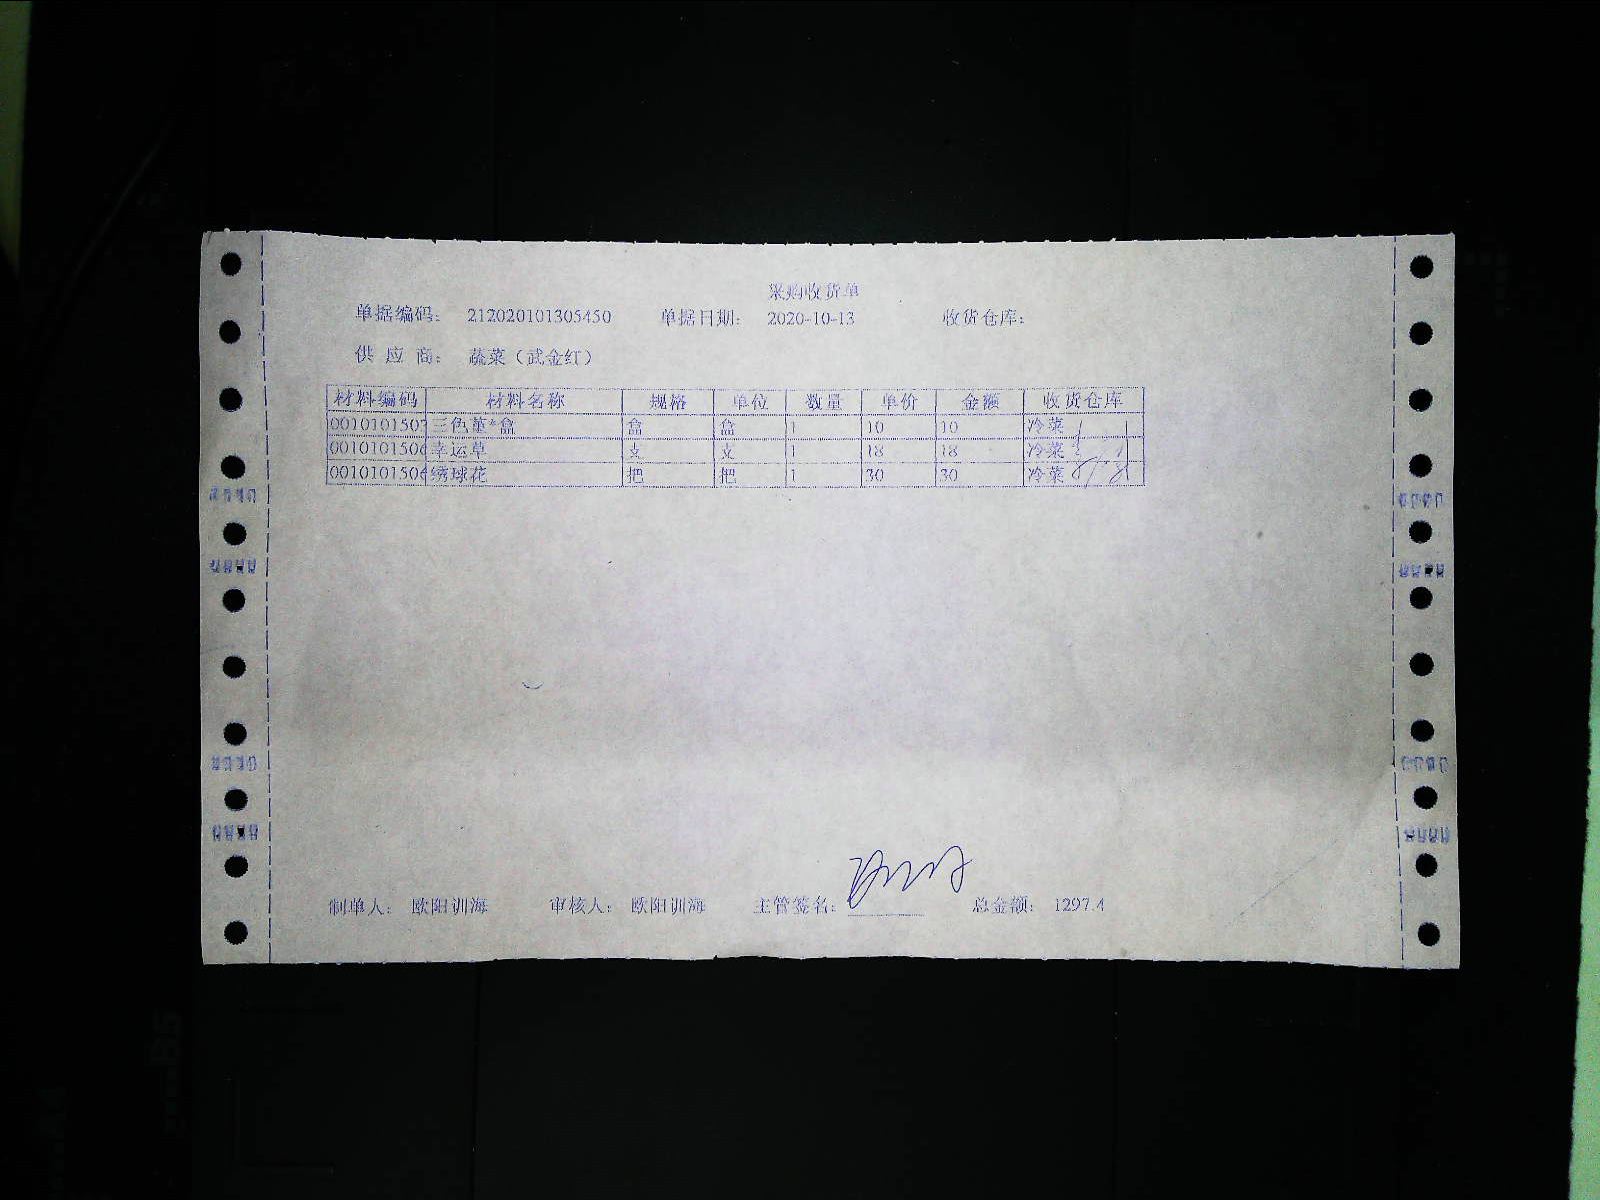 采购收货单
单据编码： 212020101305450 单据日期： 2020-10-13 收货仓库：
供 应 商： 蔬菜（武金红）
材料编码 材料名称 规格 单位 数量 单价 金额 收货仓库
0010101503 三色堇*盒 盒 盒 1 10 10 冷菜
001010150 幸运草 支 支 1 18 18 冷菜
001010150 绣球花 把 把 1 30 30 冷菜
制单人： 欧阳训海 审核人： 欧阳训海 主管签名： 总金额： 1297.4